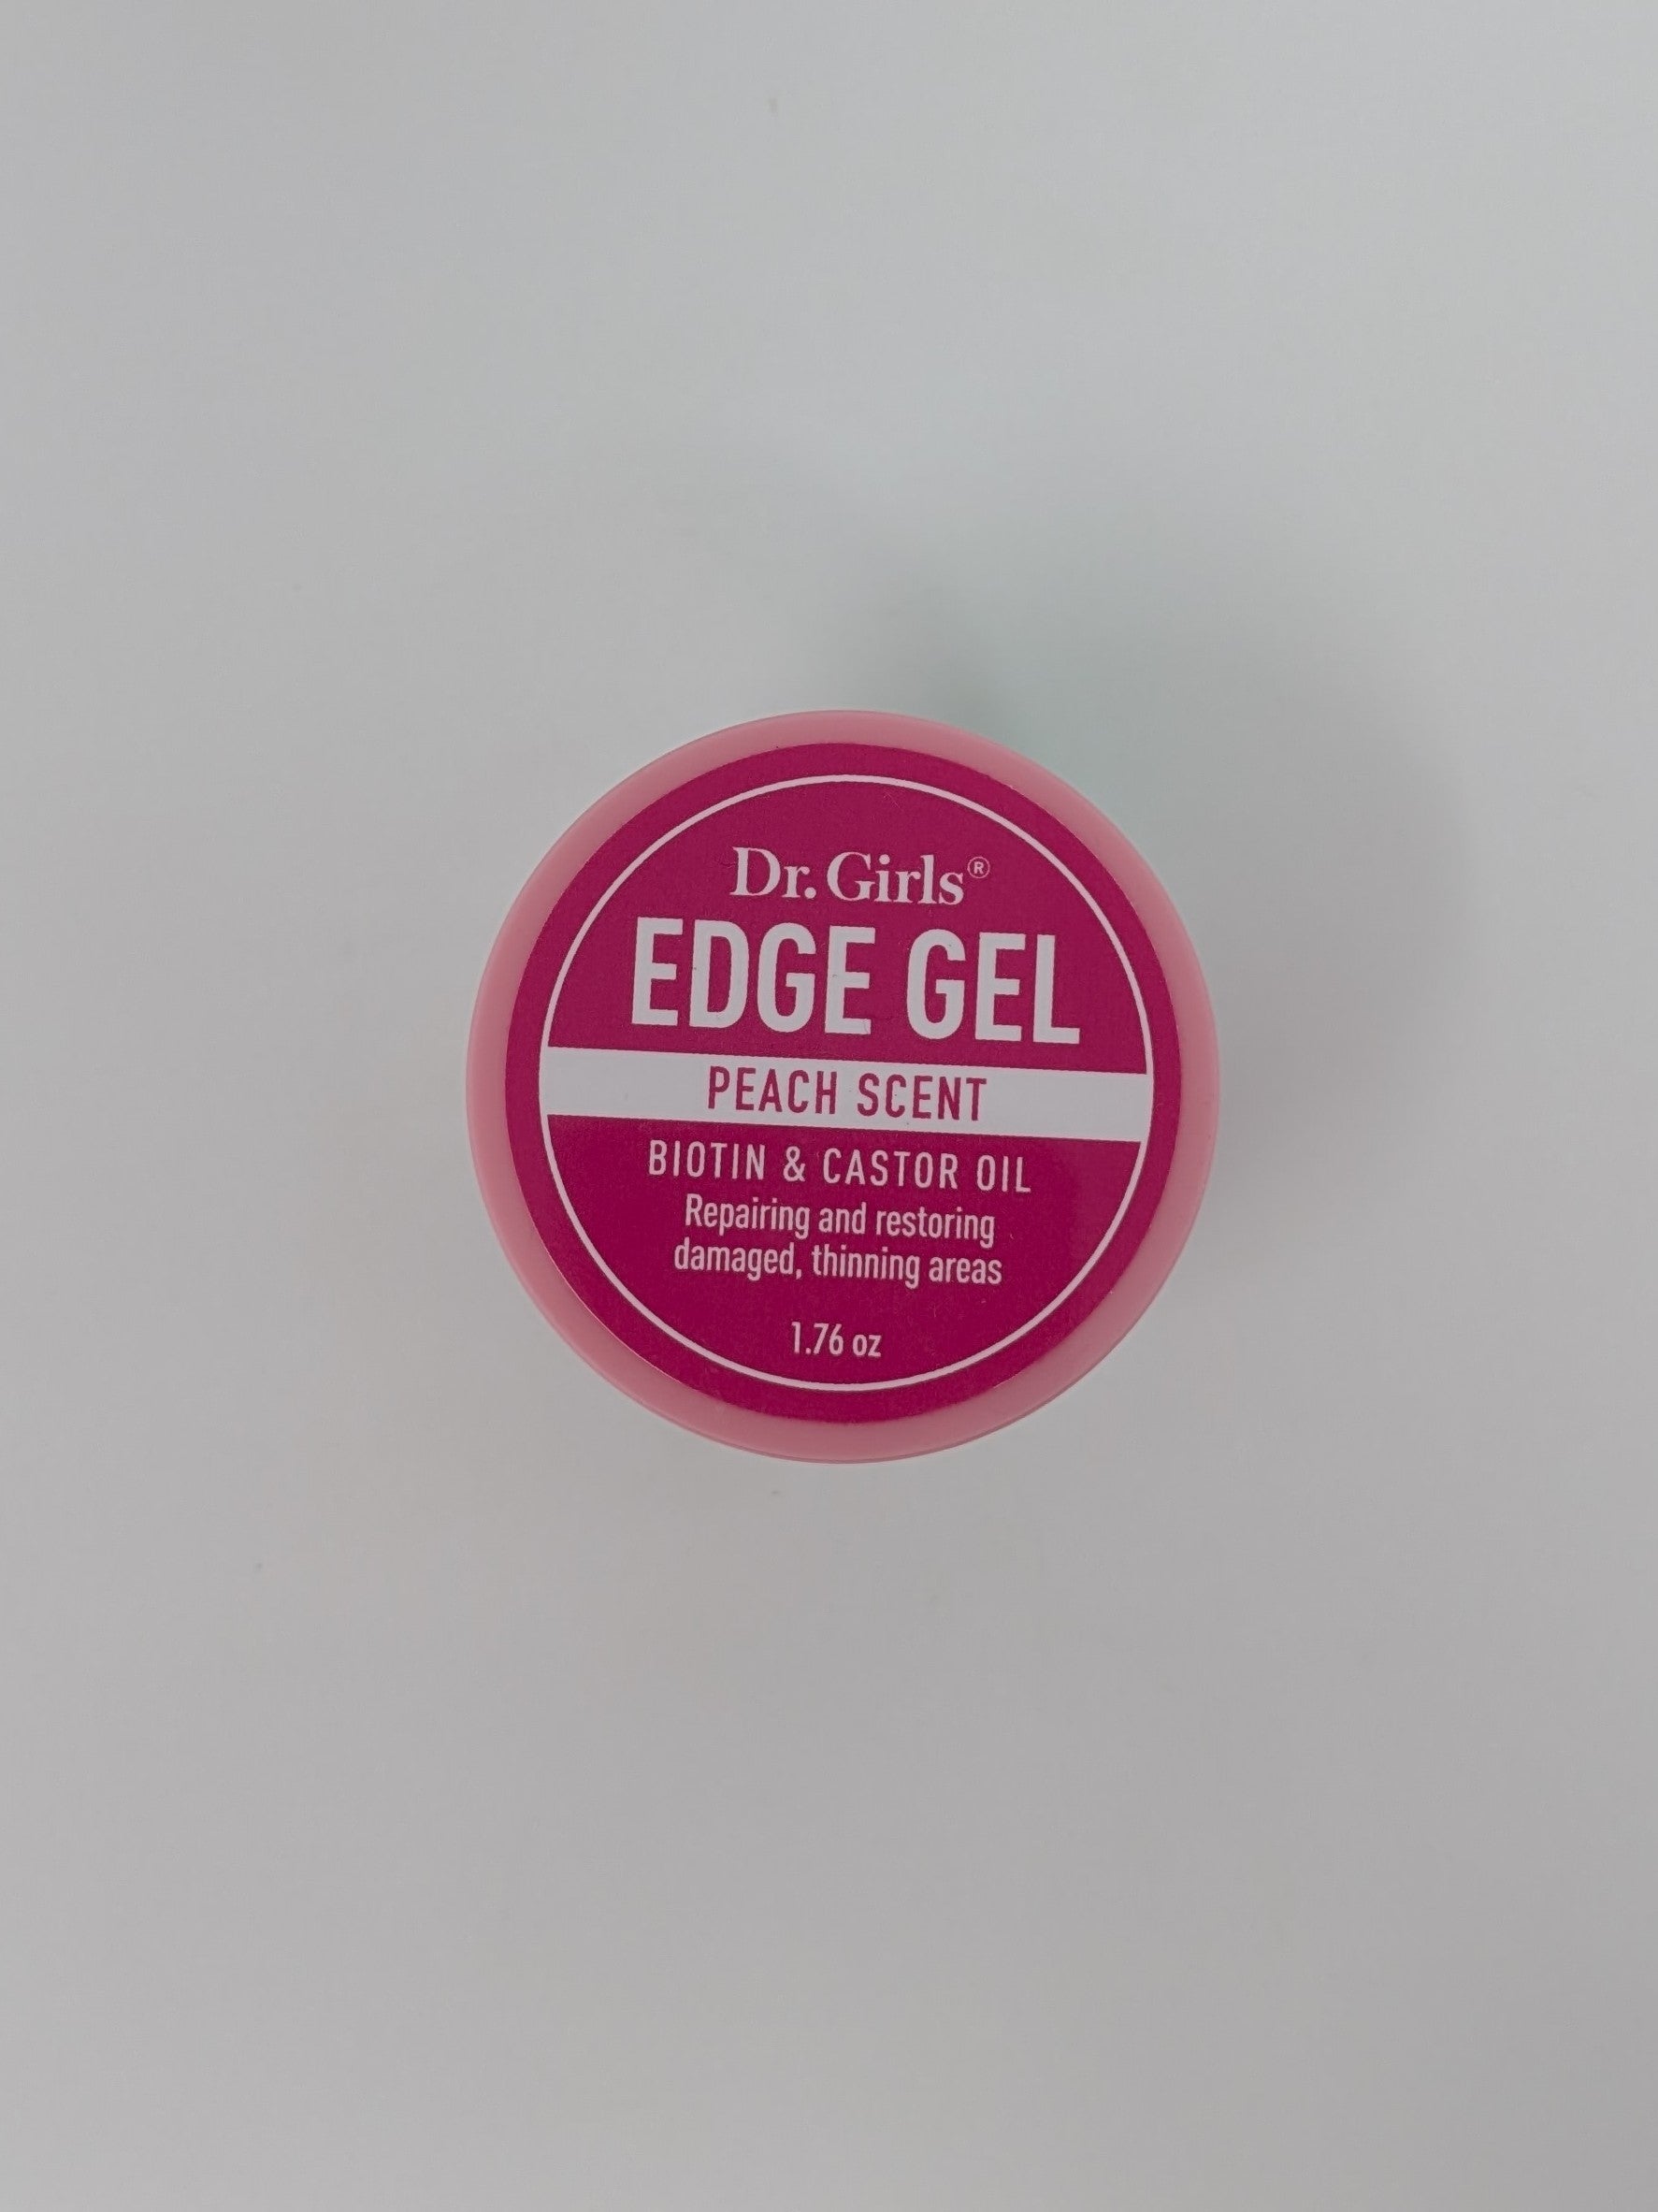 Dr. Girls®
EDGE GEL
PEACH SCENT
BIOTIN & CASTOR OIL
Repairing and restoring
damaged, thinning areas
1.76 oz